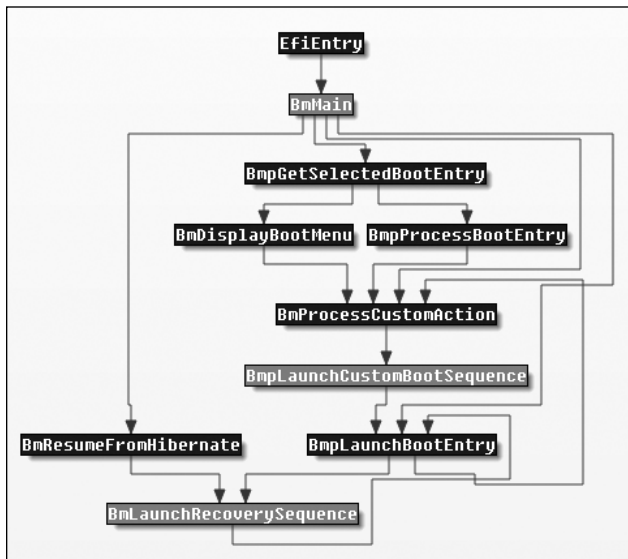 EfiEntry
BmMain
BmpGetSelectedBootEntry
BmDisplayBootMenu
BmpProcessBootEntry
BmProcessCustomAction
BmpLaunchCustomBootSequence
BmResumeFromHibernate
BmpLaunchBootEntry
BmLaunchRecoverySequence